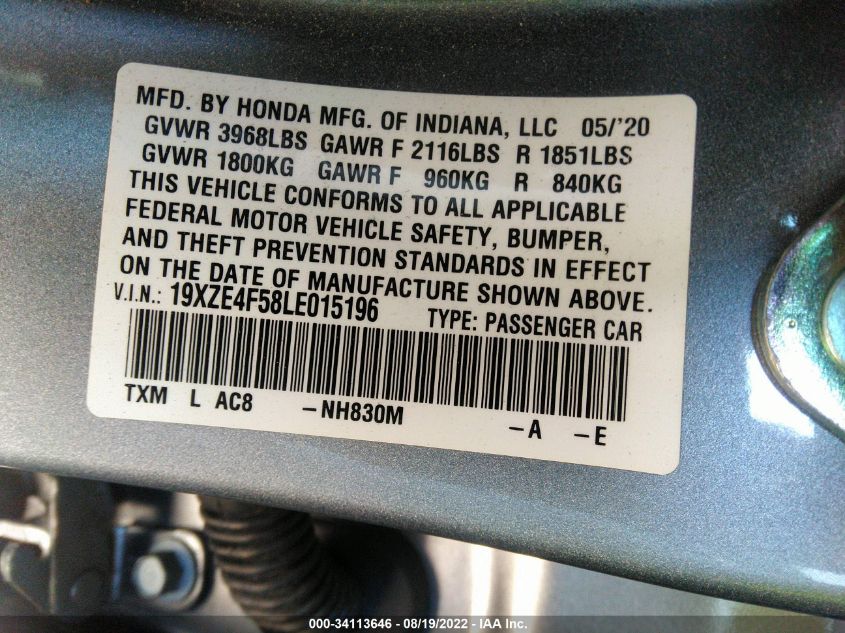 MFD. BY HONDA MFG. OF INDIANA, LLC 05/'20
GVWR 3968LBS GAWR F 2116LBS R 1851LBS
GVWR 1800KG GAWR F 960KG R 840KG
THIS VEHICLE CONFORMS TO ALL APPLICABLE
FEDERAL MOTOR VEHICLE SAFETY, BUMPER,
AND THEFT PREVENTION STANDARDS IN EFFECT
ON THE DATE OF MANUFACTURE SHOWN ABOVE.
V.I.N.: 19XZE4F58LE015196 TYPE: PASSENGER CAR
TXM L AC8 -NH830M -A -E
000-34113646 - 08/19/2022 - IAA Inc.